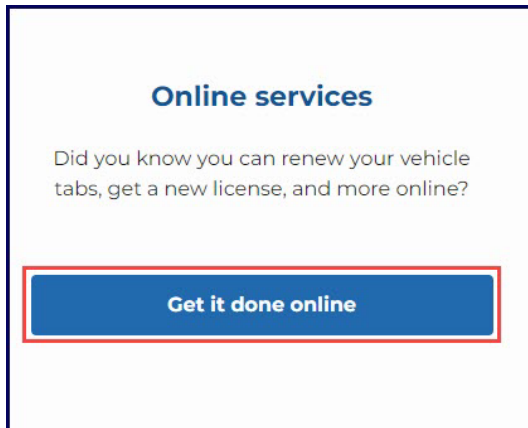 Online services
Did you know you can renew your vehicle
tabs, get a new license, and more online?
Get it done online